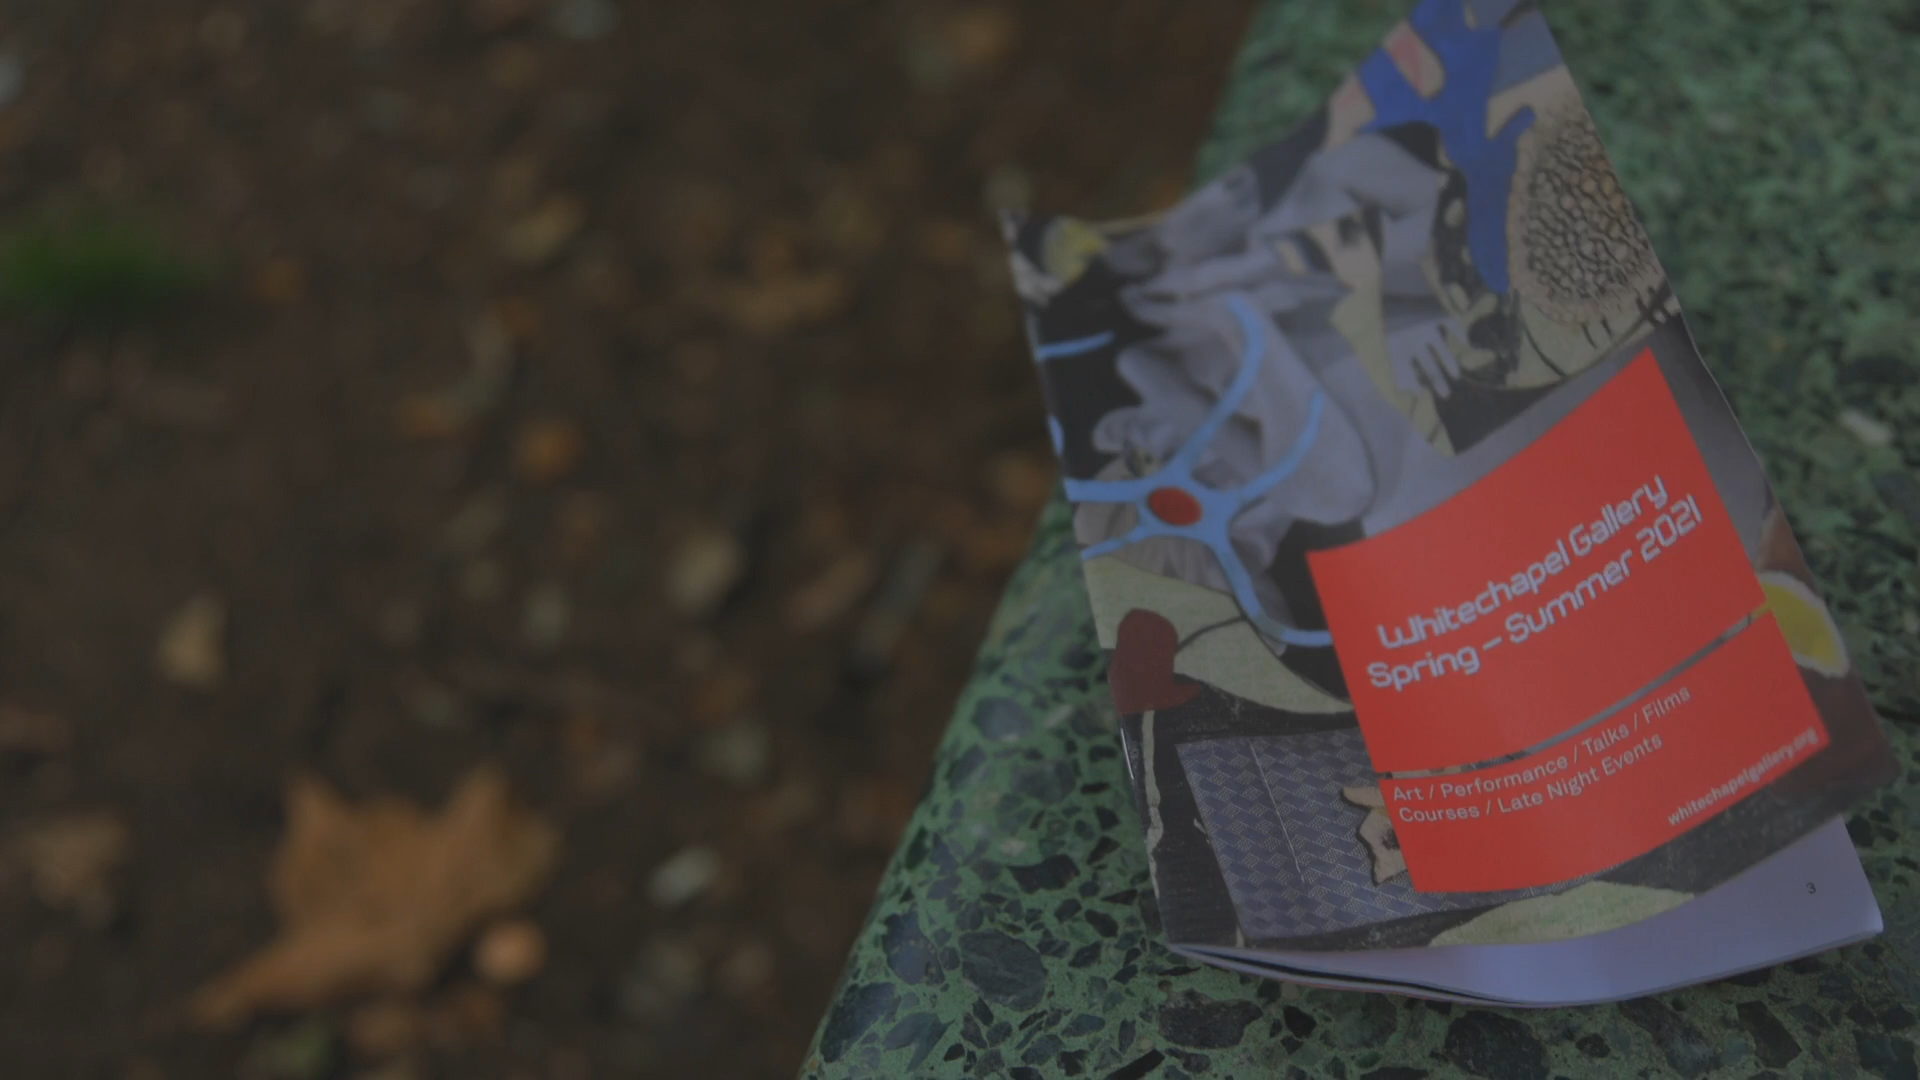 Whitechapel Gallery
Spring – Summer 2021
Art / Performance / Talks / Films
Courses / Late Night Events
whitechapelgallery.org
3